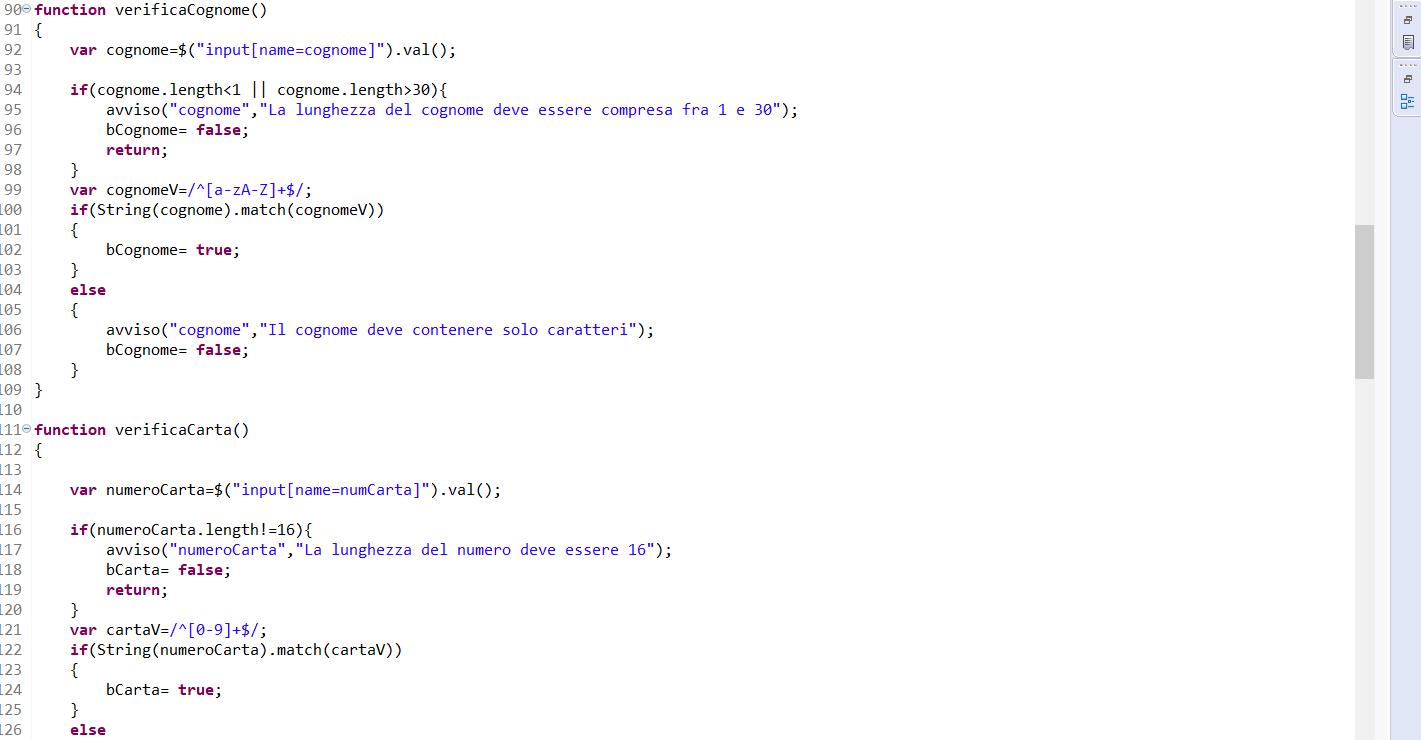 90 function verificaCognome()
91 {
92 var cognome=$("input[name=cognome]").val();
93
94 if(cognome.length<1 || cognome.length>30){
95 avviso("cognome","La lunghezza del cognome deve essere compresa fra 1 e 30");
96 bCognome= false;
97 return;
98 }
99 var cognomeV=/^[a-zA-Z]+$/;
100 if(String(cognome).match(cognomeV))
101 {
102 bCognome= true;
103 }
104 else
105 {
106 avviso("cognome","Il cognome deve contenere solo caratteri");
107 bCognome= false;
108 }
109 }
110
111 function verificaCarta()
112 {
113
114 var numeroCarta=$("input[name=numCarta]").val();
115
116 if(numeroCarta.length!=16){
117 avviso("numeroCarta","La lunghezza del numero deve essere 16");
118 bCarta= false;
119 return;
120 }
121 var cartaV=/^[0-9]+$/;
122 if(String(numeroCarta).match(cartaV))
123 {
124 bCarta= true;
125 }
126 else